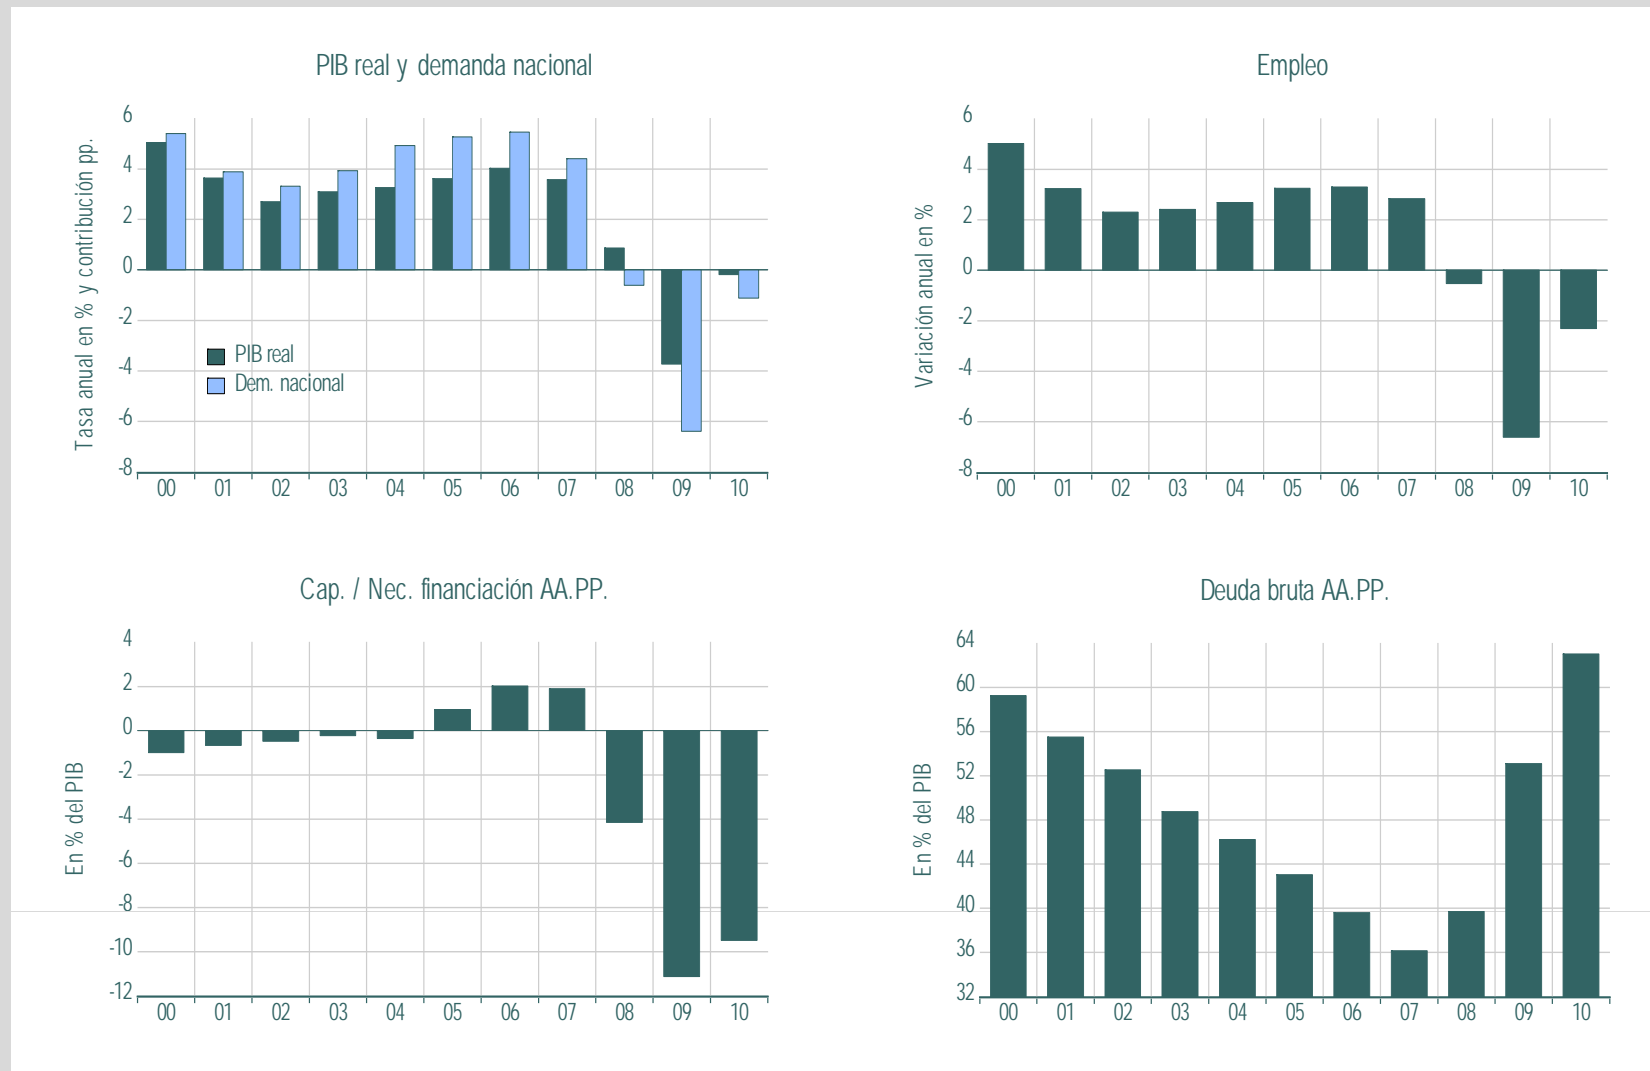 PIB real y demanda nacional
Tasa anual en % y contribución pp.
6
4
2
0
-2
-4
-6
-8
PIB real
Dem. nacional
00 01 02 03 04 05 06 07 08 09 10
Empleo
Variación anual en %
6
4
2
0
-2
-4
-6
-8
00 01 02 03 04 05 06 07 08 09 10
Cap. / Nec. financiación AA.PP.
En % del PIB
4
2
0
-2
-4
-6
-8
-10
-12
00 01 02 03 04 05 06 07 08 09 10
Deuda bruta AA.PP.
En % del PIB
64
60
56
52
48
44
40
36
32
00 01 02 03 04 05 06 07 08 09 10